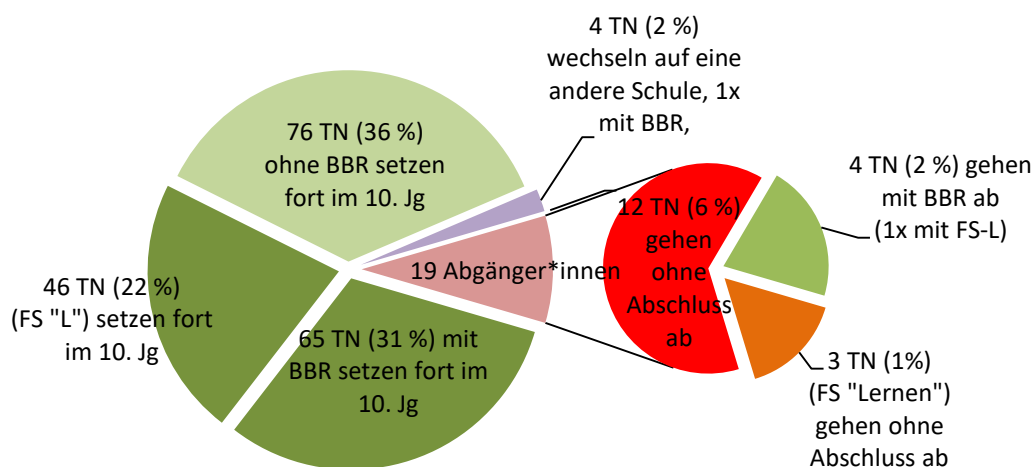 4 TN (2 %)
wechseln auf eine
andere Schule, 1x
mit BBR,
76 TN (36 %)
ohne BBR setzen
fort im 10. Jg
4 TN (2 %) gehen
mit BBR ab
(1x mit FS-L)
12 TN (6 %)
gehen
ohne
Abschluss
ab
19 Abgänger*innen
46 TN (22 %)
(FS "L") setzen fort
im 10. Jg
65 TN (31 %) mit
BBR setzen fort im
10. Jg
3 TN (1%)
(FS "Lernen")
gehen ohne
Abschluss ab